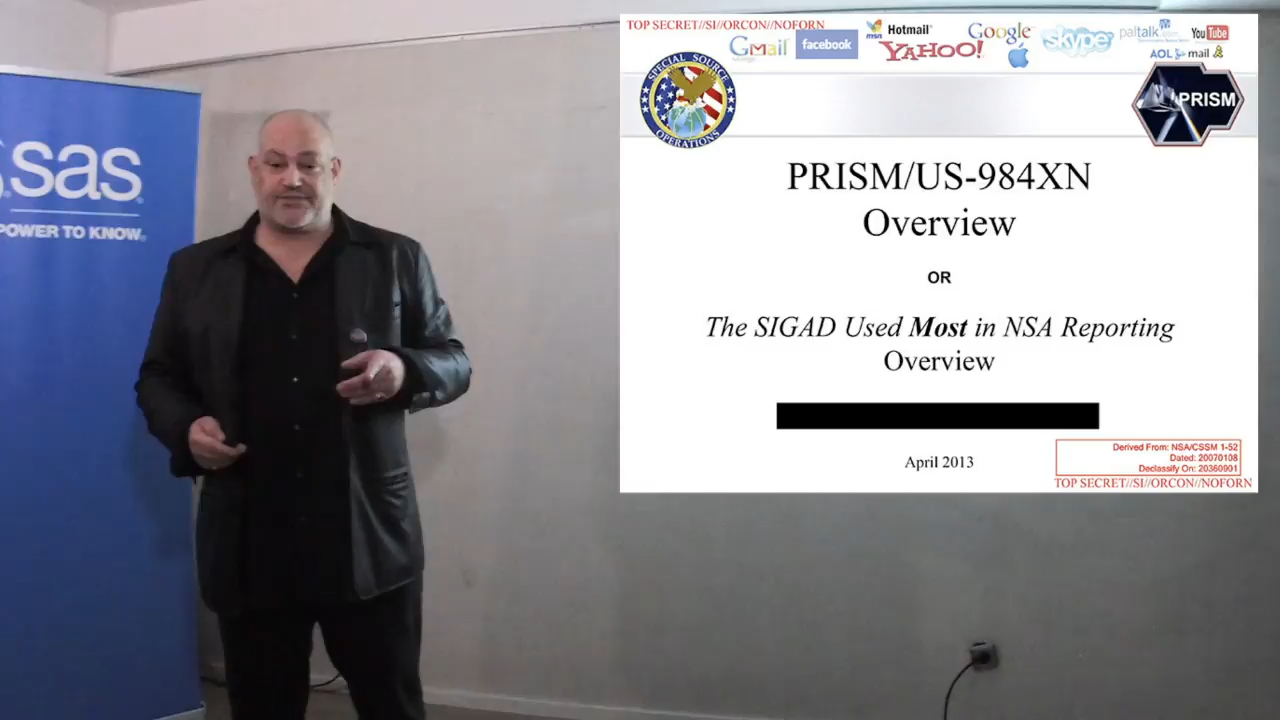 sas
POWER TO KNOW.
TOP SECRET//SI//ORCON//NOFORN
Gmail
facebook
msn Hotmail
YAHOO!
Google
skype
paltalk
YouTube
AOL mail
SPECIAL SOURCE
OPERATIONS
PRISM
PRISM/US-984XN
Overview
OR
The SIGAD Used Most in NSA Reporting
Overview
April 2013
Derived From: NSA/CSSM 1-52
Dated: 20070108
Declassify On: 20360901
TOP SECRET//SI//ORCON//NOFORN